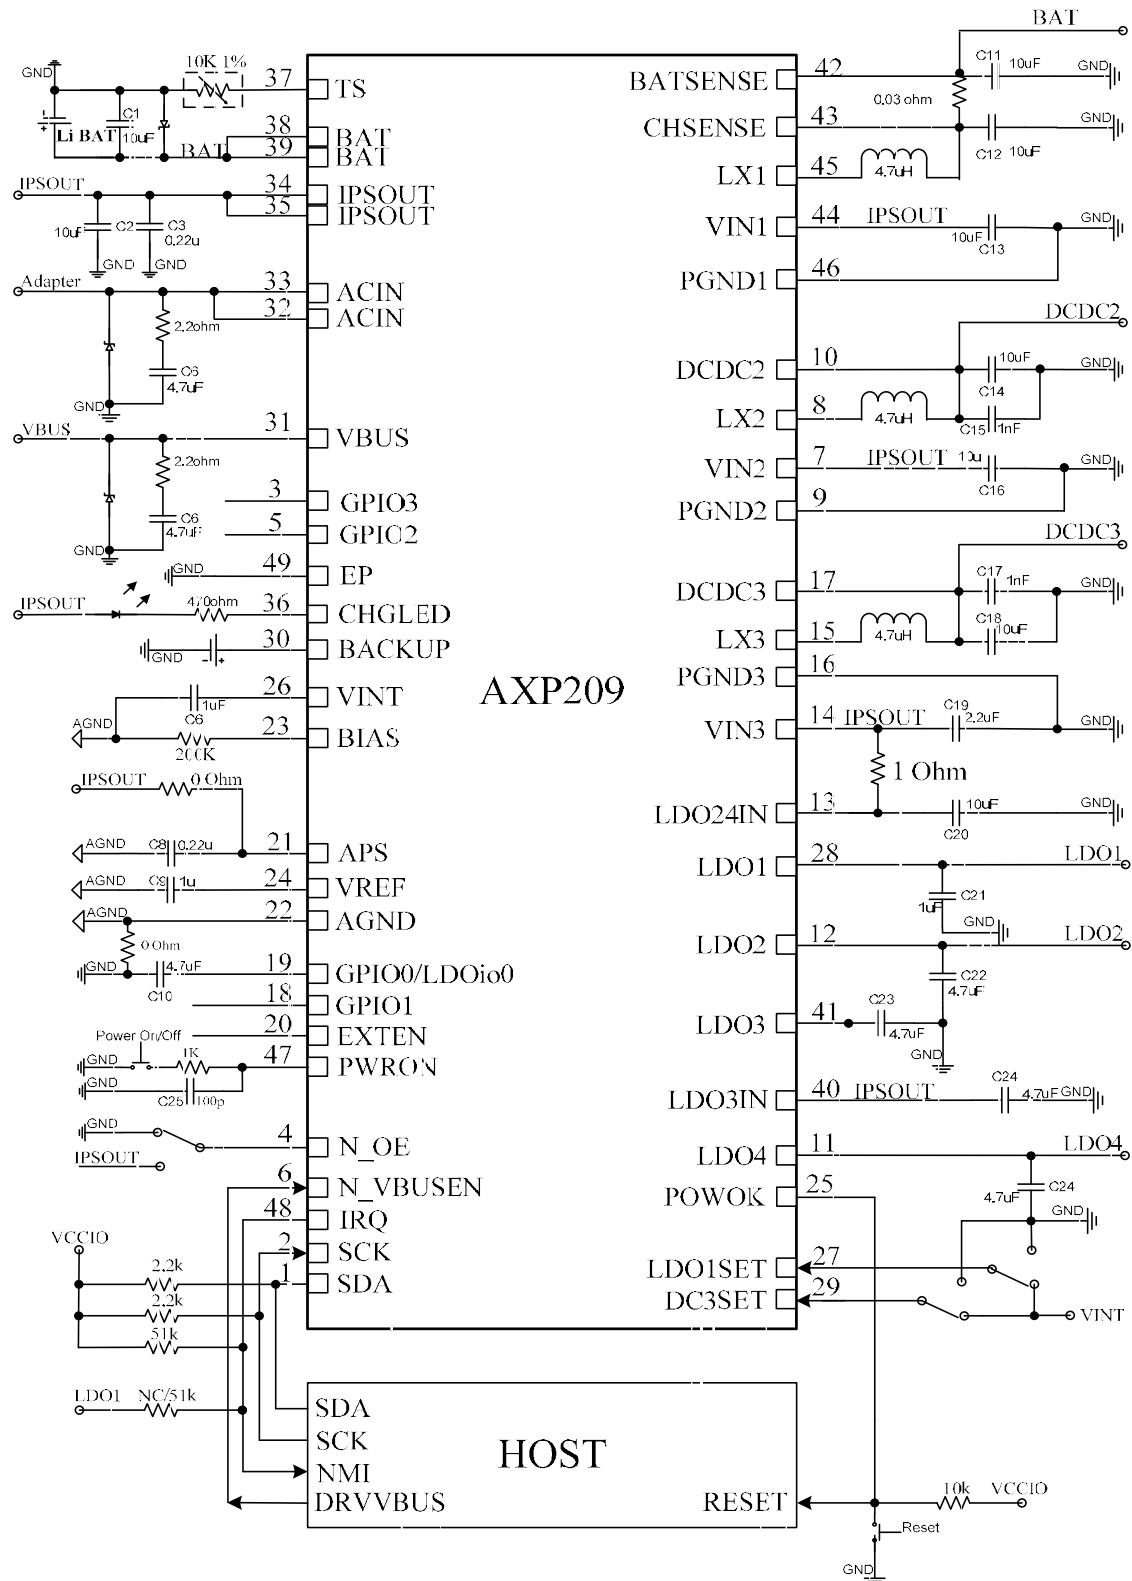 BAT
GND
10K 1%
37
TS
Li BAT
C1
10uF
BAT
38
BAT
39
BAT
IPSOUT
34
IPSOUT
35
IPSOUT
10uF
C2
C3
0.22u
GND
GND
Adapter
33
ACIN
32
ACIN
2.2ohm
C6
4.7uF
GND
VBUS
31
VBUS
2.2ohm
C6
4.7uF
GND
3
GPIO3
5
GPIO2
GND
49
EP
IPSOUT
470ohm
36
CHGLED
GND
- +
30
BACKUP
26
VINT
1uF
C6
AGND
200K
23
BIAS
IPSOUT
0 Ohm
AGND
C8
0.22u
21
APS
AGND
C9
1u
24
VREF
AGND
22
AGND
0 Ohm
GND
4.7uF
C10
19
GPIO0/LDOio0
18
GPIO1
20
EXTEN
Power On/Off
GND
1K
47
PWRON
GND
C25
100p
GND
4
N_OE
IPSOUT
6
N_VBUSEN
48
IRQ
VCCIO
2
SCK
2.2k
1
SDA
2.2k
51k
LDO1
NC/51k
AXP209
BATSENSE
42
C11
10uF
GND
0.03 ohm
CHSENSE
43
C12
10uF
GND
LX1
45
4.7uH
VIN1
44
IPSOUT
10uF
C13
GND
PGND1
46
DCDC2
DCDC2
10
10uF
C14
GND
LX2
8
4.7uH
C15
1nF
VIN2
7
IPSOUT
10u
C16
GND
PGND2
9
DCDC3
DCDC3
17
C17
1nF
GND
LX3
15
4.7uH
C18
10uF
PGND3
16
VIN3
14
IPSOUT
C19
2.2uF
GND
1 Ohm
LDO24IN
13
10uF
C20
GND
LDO1
28
LDO1
C21
1uF
GND
LDO2
12
LDO2
C22
4.7uF
LDO3
41
C23
4.7uF
GND
LDO3IN
40
IPSOUT
C24
4.7uF
GND
LDO4
11
LDO4
C24
4.7uF
POWOK
25
GND
LDO1SET
27
DC3SET
29
VINT
HOST
SDA
SCK
NMI
DRVVBUS
RESET
10k
VCCIO
Reset
GND